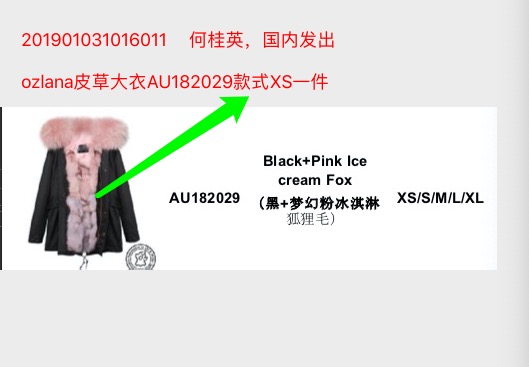 201901031016011 何桂英，国内发出
ozlana皮草大衣AU182029款式XS一件
AU182029
Black+Pink Ice
cream Fox
（黑+梦幻粉冰淇淋
狐狸毛）
XS/S/M/L/XL